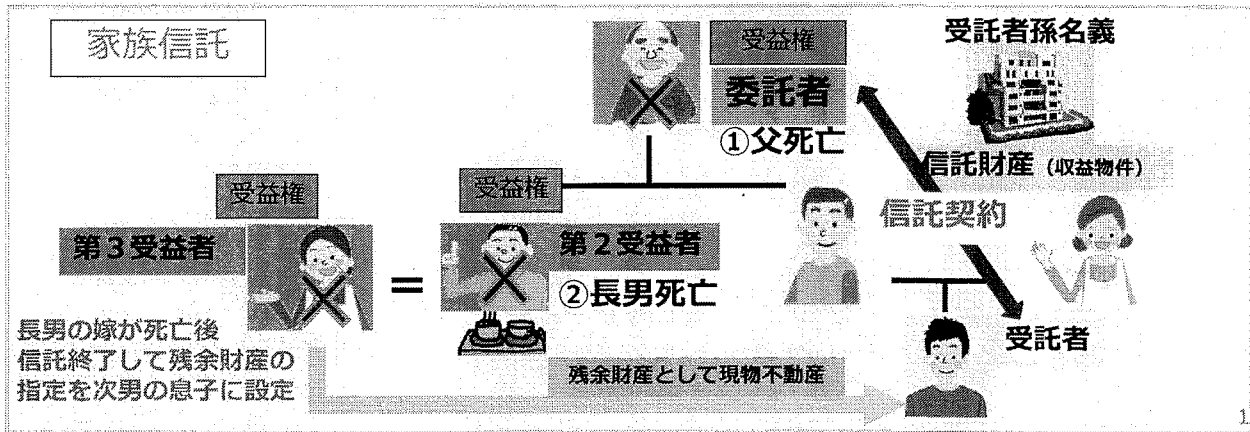 家族信託
受益権
委託者
①父死亡
受託者孫名義
信託財産（収益物件）
信託契約
受益権
第３受益者
受益権
第２受益者
②長男死亡
受託者
長男の嫁が死亡後
信託終了して残余財産の
指定を次男の息子に設定
残余財産として現物不動産
1